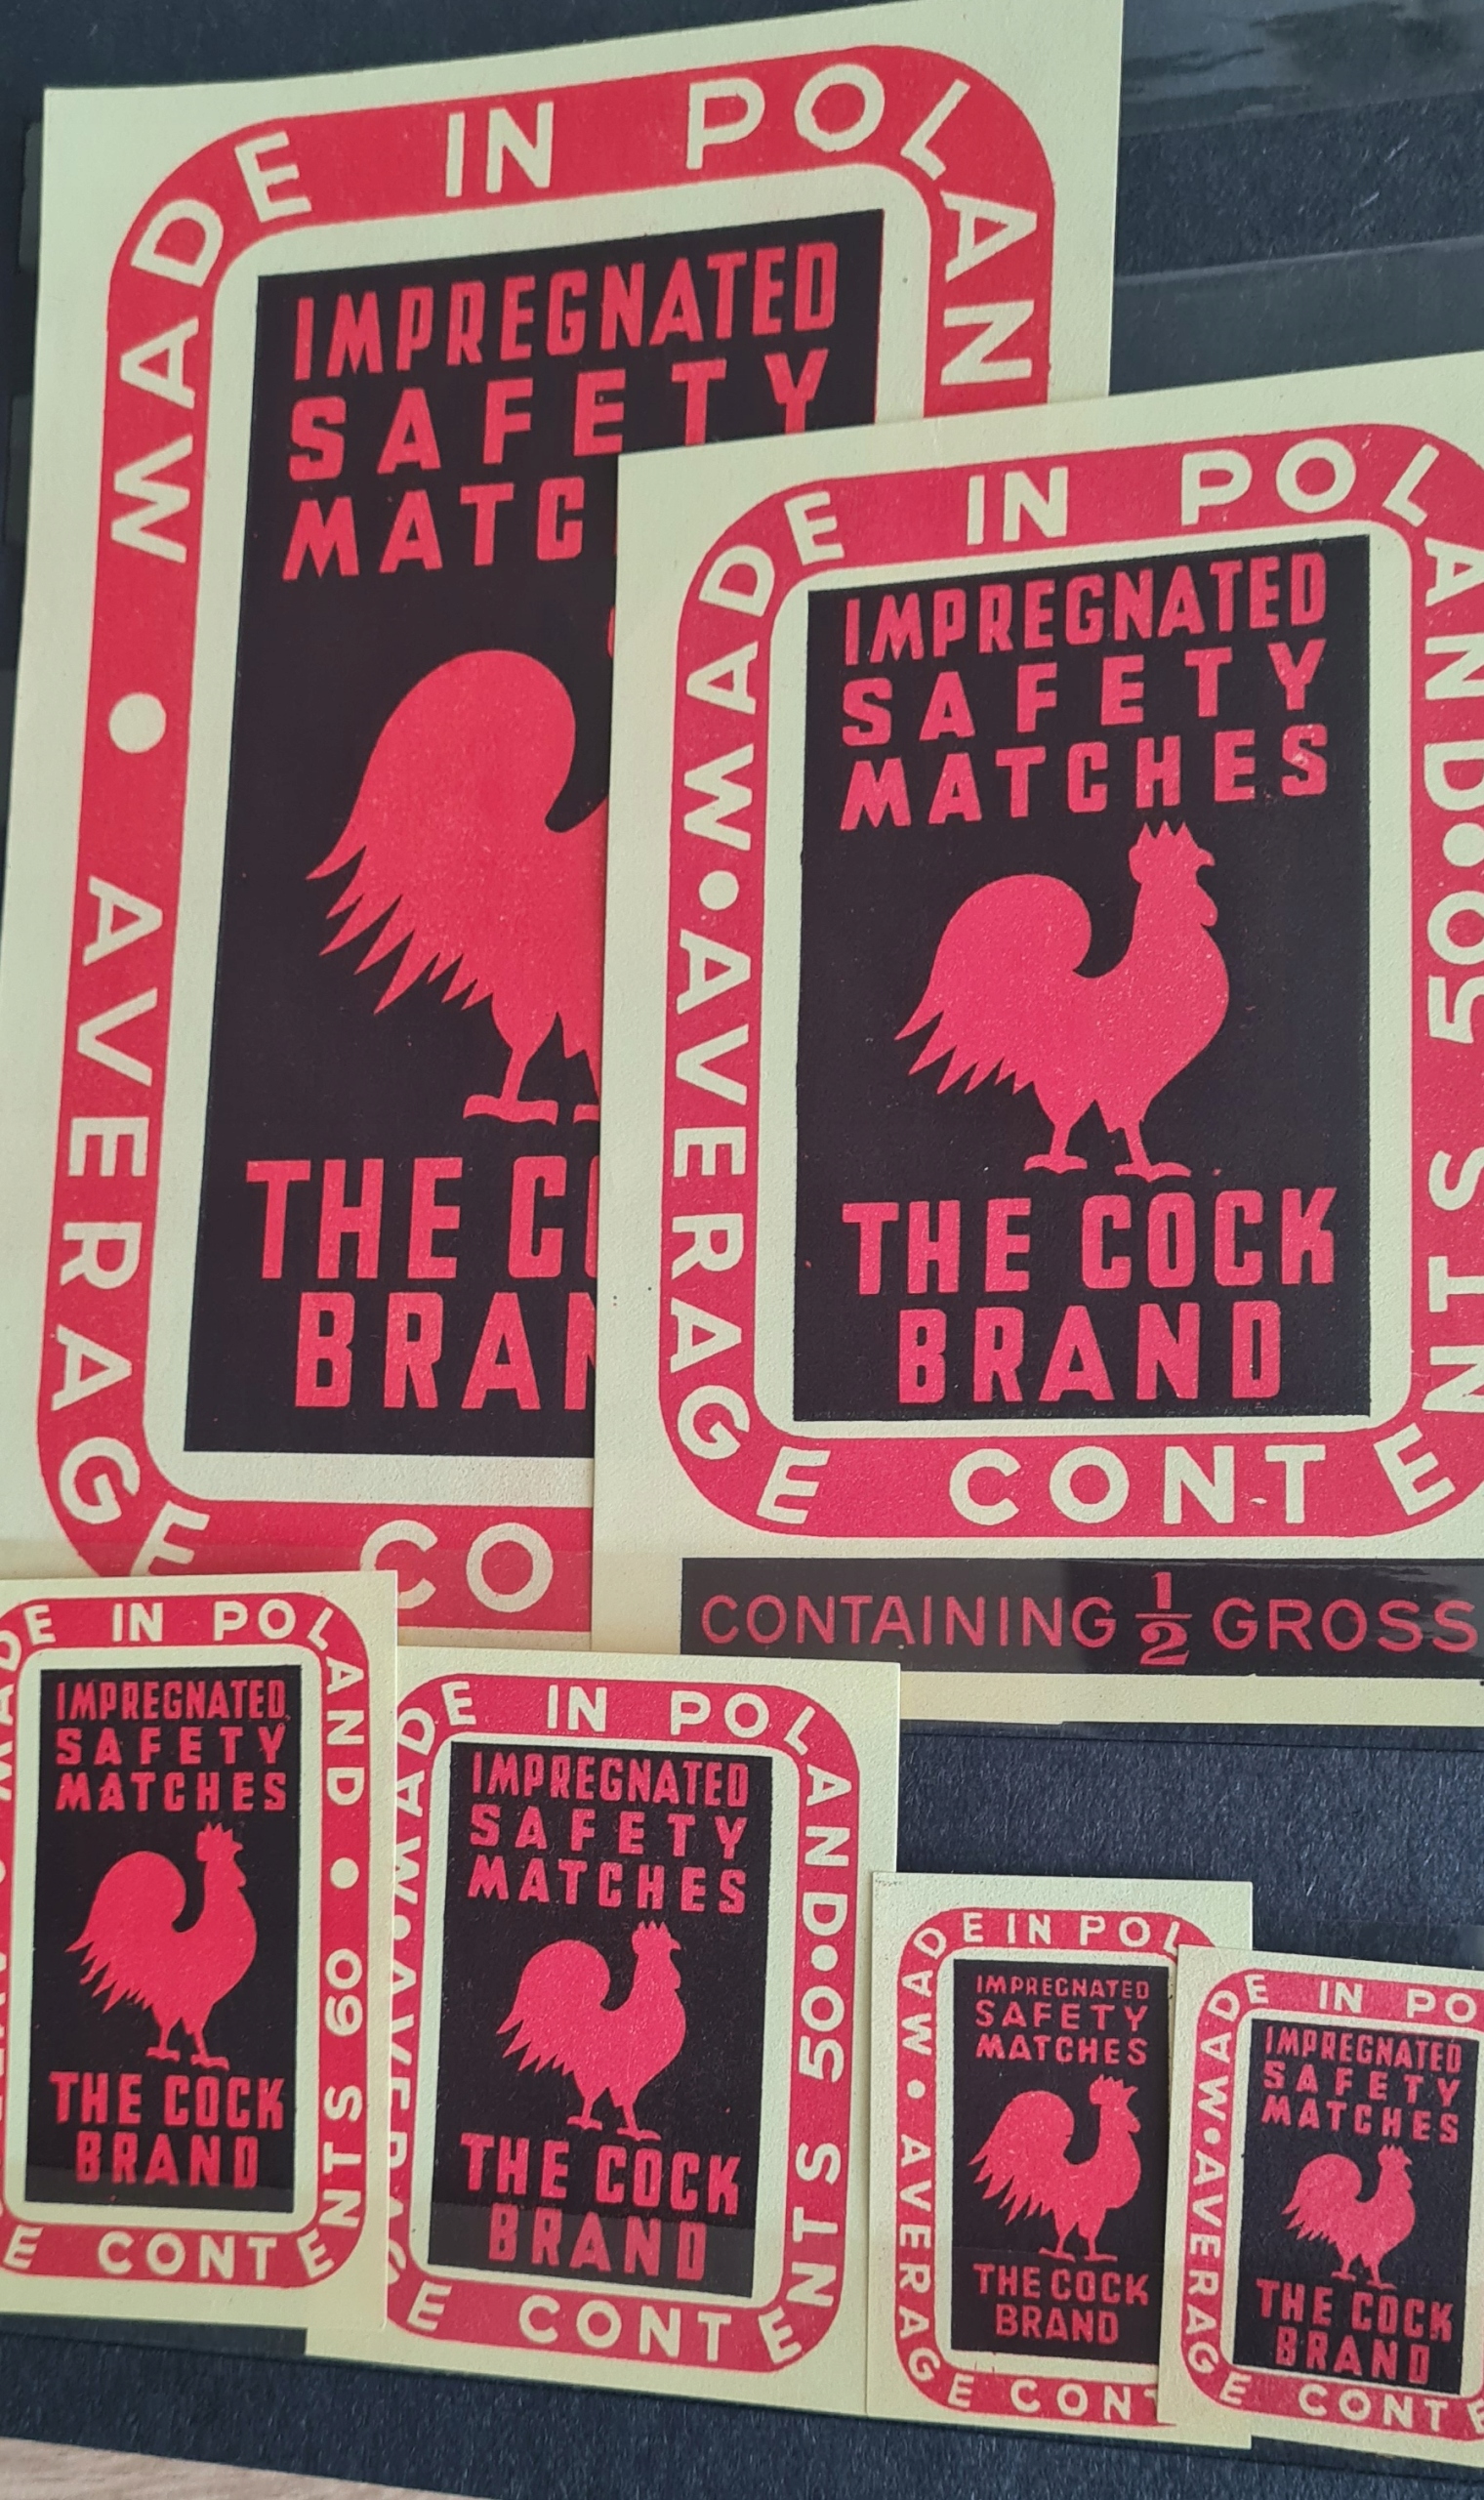 MADE IN POLAN
IMPREGNATED
SAFETY
MATC
THE C
BRAN
• AVERAGE CO
MADE IN POLAND • 50
IMPREGNATED
SAFETY
MATCHES
THE COCK
BRAND
• AVERAGE CONTENTS
CONTAINING 1/2 GROSS
MADE IN POLAND • 60
IMPREGNATED
SAFETY
MATCHES
THE COCK
BRAND
E CONTENTS
MADE IN POLAND • 50
IMPREGNATED
SAFETY
MATCHES
THE COCK
BRAND
• AVERAGE CONTENTS
MADE IN POL
IMPREGNATED
SAFETY
MATCHES
THE COCK
BRAND
• AVERAGE CONT
MADE IN PO
IMPREGNATED
SAFETY
MATCHES
THE COCK
BRAND
• AVERAGE CONTE